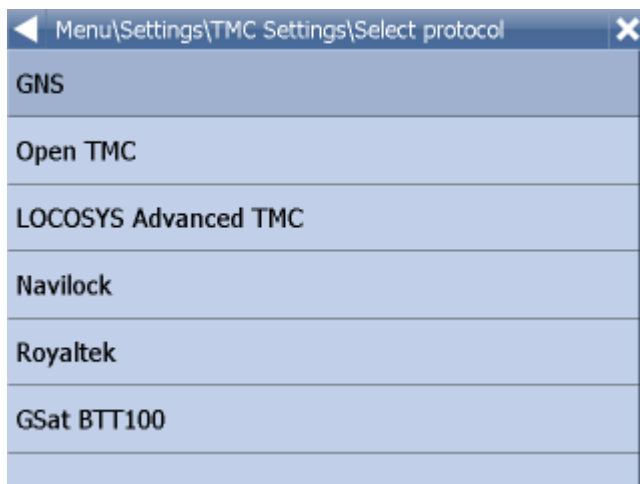 Menu\Settings\TMC Settings\Select protocol
GNS
Open TMC
LOCOSYS Advanced TMC
Navilock
Royaltek
GSat BTT100